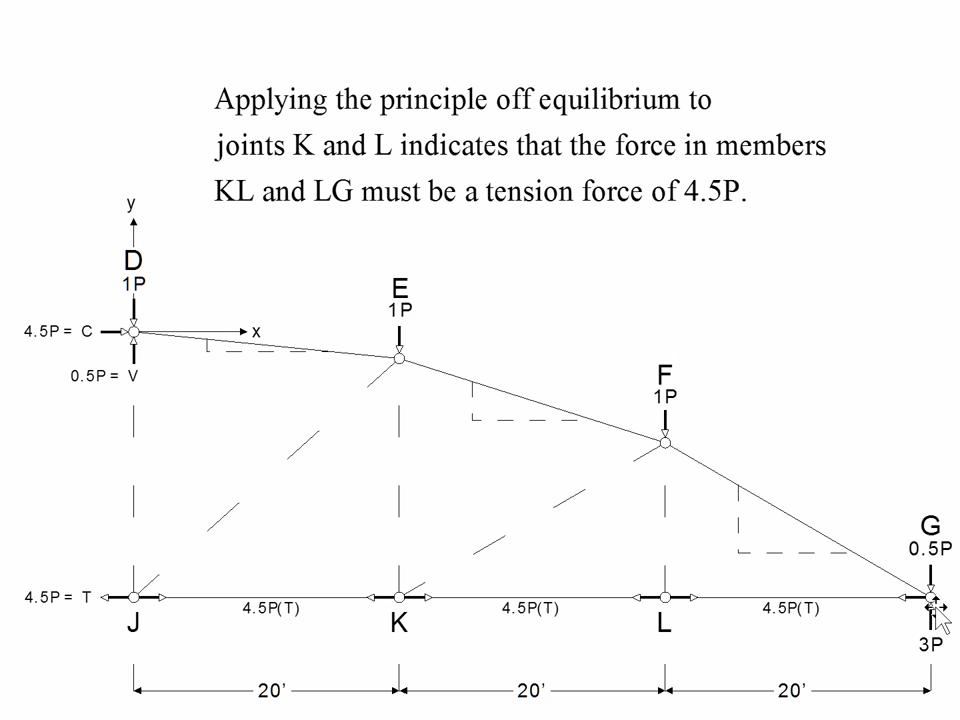 Applying the principle off equilibrium to
joints K and L indicates that the force in members
KL and LG must be a tension force of 4.5P.
y
D
1P
E
1P
4.5P = C
x
0.5P = V
F
1P
G
0.5P
4.5P = T
4.5P(T)
4.5P(T)
4.5P(T)
J
K
L
3P
20'
20'
20'